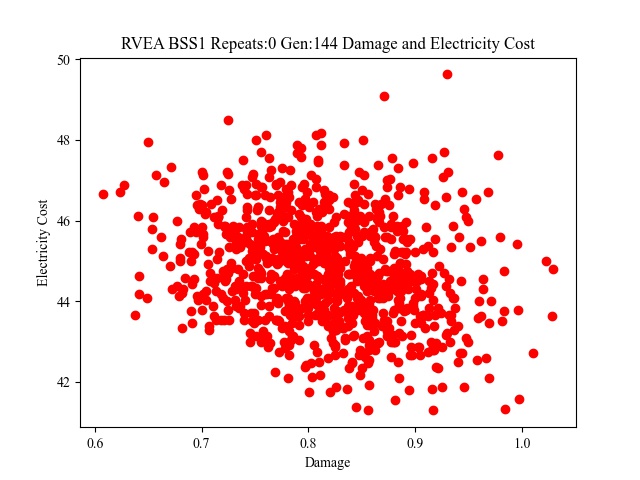 RVEA BSS1 Repeats:0 Gen:144 Damage and Electricity Cost
50
48
46
44
42
Electricity Cost
0.6 0.7 0.8 0.9 1.0
Damage